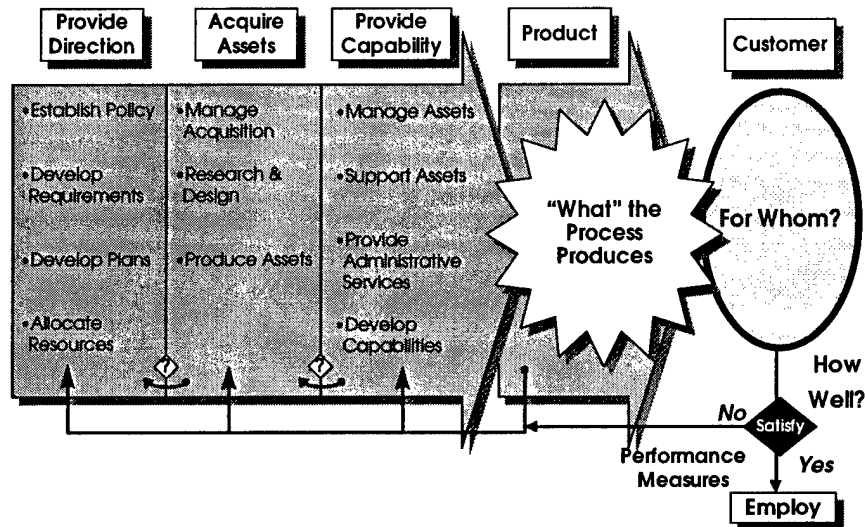 Provide
Direction
Acquire
Assets
Provide
Capability
Product
Customer
•Establish Policy
•Develop
Requirements
•Develop Plans
•Allocate
Resources
•Manage
Acquisition
•Research &
Design
•Produce Assets
•Manage Assets
•Support Assets
•Provide
Administrative
Services
•Develop
Capabilities
?
?
“What” the
Process
Produces
For Whom?
How
Well?
No
Satisfy
Performance
Measures
Yes
Employ